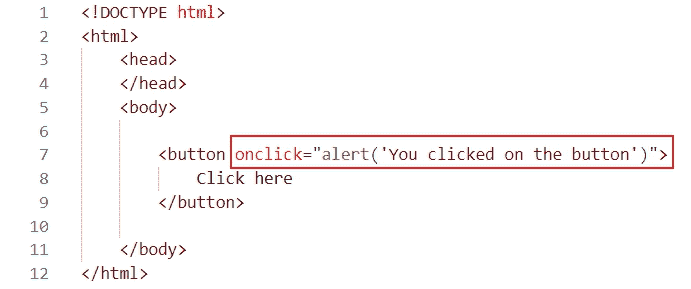 1 <!DOCTYPE html>
2 <html>
3 <head>
4 </head>
5 <body>
6
7 <button onclick="alert('You clicked on the button')">
8 Click here
9 </button>
10
11 </body>
12 </html>